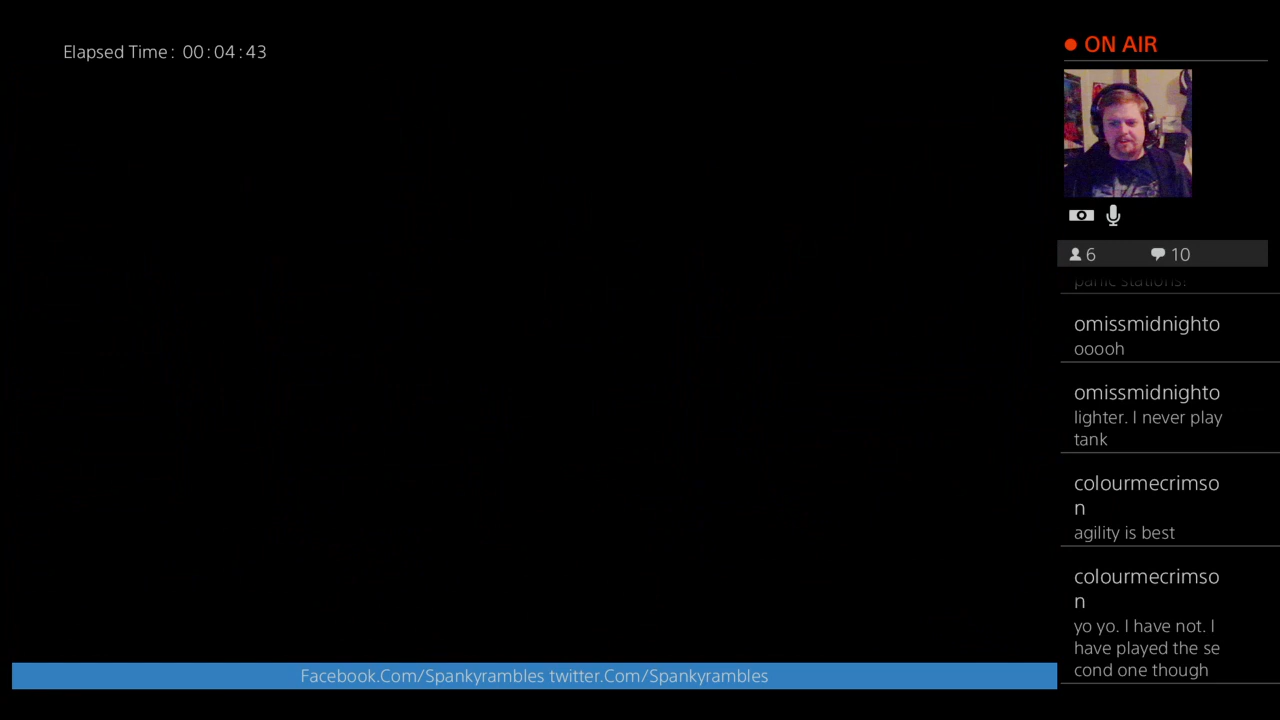 Elapsed Time: 00:04:43
ON AIR
6 10
panic stations!
omissmidnighto
ooooh
omissmidnighto
lighter. I never play
tank
colourmecrimso
n
agility is best
colourmecrimso
n
yo yo. I have not. I
have played the se
cond one though
Facebook.Com/Spankyrambles twitter.Com/Spankyrambles